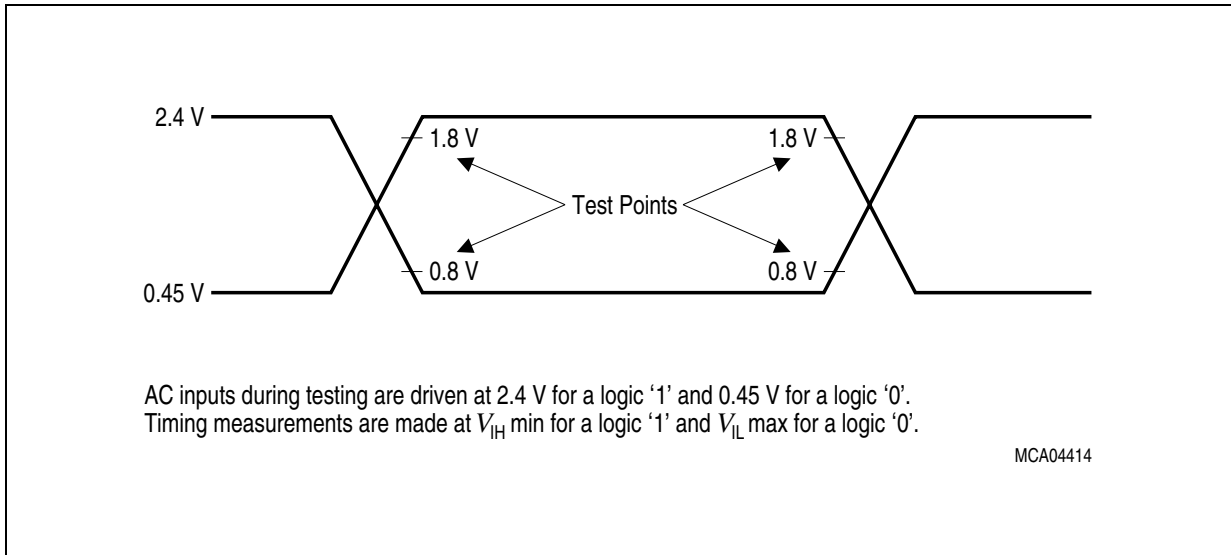 2.4 V
1.8 V 1.8 V
Test Points
0.8 V 0.8 V
0.45 V
AC inputs during testing are driven at 2.4 V for a logic ‘1’ and 0.45 V for a logic ‘0’.
Timing measurements are made at VIH min for a logic ‘1’ and VIL max for a logic ‘0’.
MCA04414